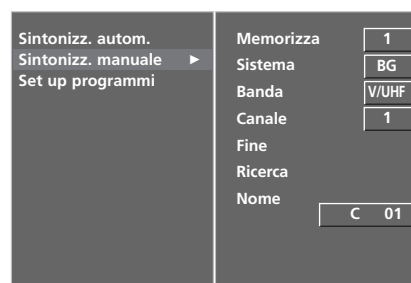 Sintonizz. autom.
Sintonizz. manuale ►
Set up programmi
Memorizza 1
Sistema BG
Banda V/UHF
Canale 1
Fine
Ricerca
Nome
C 01